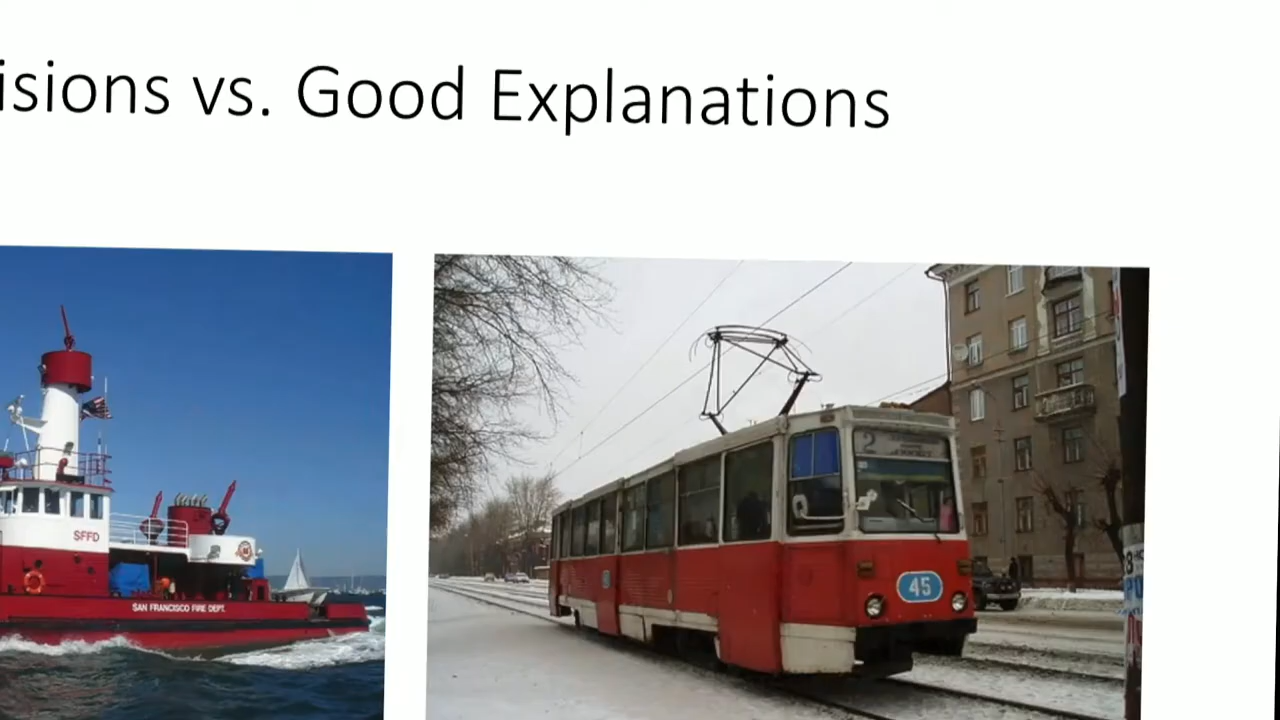 isions vs. Good Explanations
2
SFFD
45
SAN FRANCISCO FIRE DEPT.